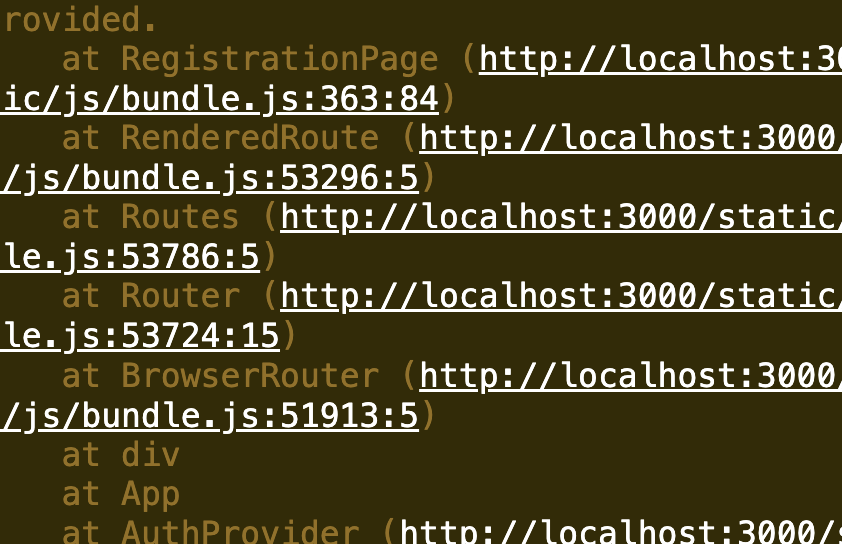 rovided.
at RegistrationPage (http://localhost:30
ic/js/bundle.js:363:84)
at RenderedRoute (http://localhost:3000/
/js/bundle.js:53296:5)
at Routes (http://localhost:3000/static/
le.js:53786:5)
at Router (http://localhost:3000/static/
le.js:53724:15)
at BrowserRouter (http://localhost:3000/
/js/bundle.js:51913:5)
at div
at App
at AuthProvider (http://localhost:3000/s